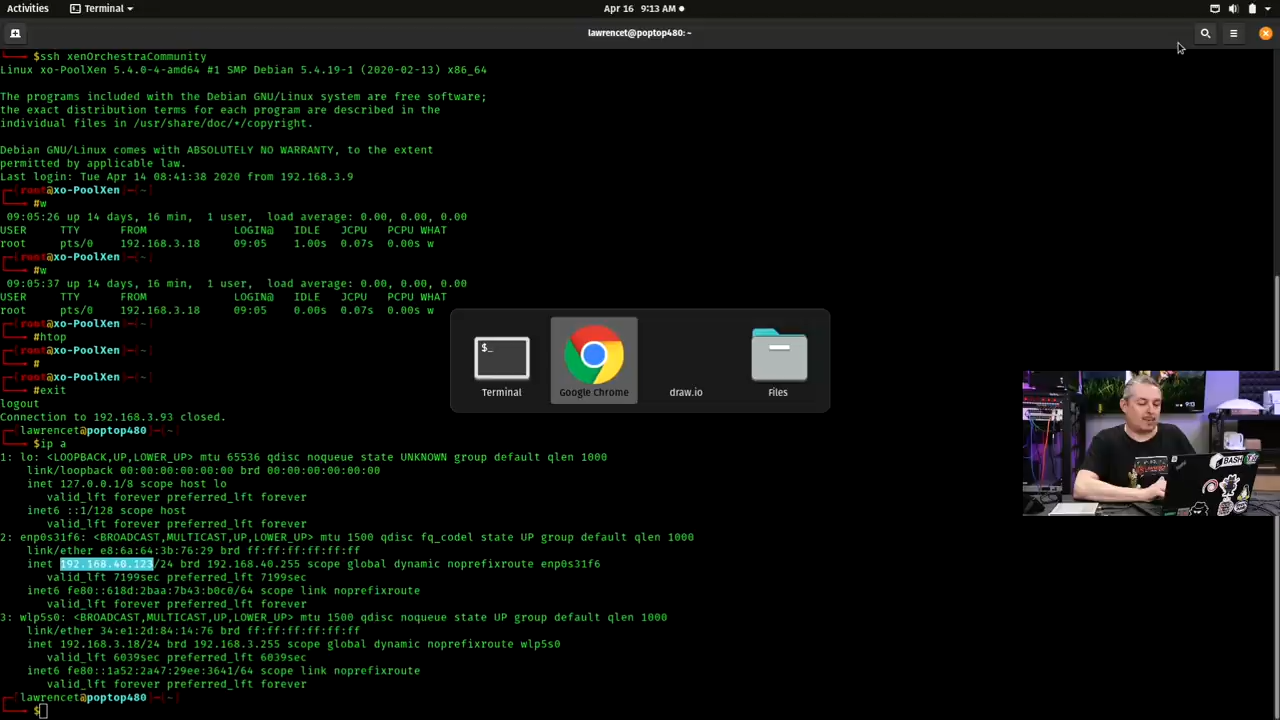 Activities
Terminal
Apr 16 9:13 AM
lawrencet@poptop480: ~
└──╼ $ssh xenOrchestraCommunity
Linux xo-PoolXen 5.4.0-4-amd64 #1 SMP Debian 5.4.19-1 (2020-02-13) x86_64
The programs included with the Debian GNU/Linux system are free software;
the exact distribution terms for each program are described in the
individual files in /usr/share/doc/*/copyright.
Debian GNU/Linux comes with ABSOLUTELY NO WARRANTY, to the extent
permitted by applicable law.
Last login: Tue Apr 14 08:41:38 2020 from 192.168.3.9
┌─[root@xo-PoolXen]─[~]
└──╼ #w
09:05:26 up 14 days, 16 min, 1 user, load average: 0.00, 0.00, 0.00
USER TTY FROM LOGIN@ IDLE JCPU PCPU WHAT
root pts/0 192.168.3.18 09:05 1.00s 0.07s 0.00s w
┌─[root@xo-PoolXen]─[~]
└──╼ #w
09:05:37 up 14 days, 16 min, 1 user, load average: 0.00, 0.00, 0.00
USER TTY FROM LOGIN@ IDLE JCPU PCPU WHAT
root pts/0 192.168.3.18 09:05 1.00s 0.07s 0.00s w
┌─[root@xo-PoolXen]─[~]
└──╼ #htop
┌─[root@xo-PoolXen]─[~]
└──╼ #
┌─[root@xo-PoolXen]─[~]
└──╼ #exit
logout
Connection to 192.168.3.93 closed.
┌─[lawrencet@poptop480]─[~]
└──╼ $ip a
1: lo: <LOOPBACK,UP,LOWER_UP> mtu 65536 qdisc noqueue state UNKNOWN group default qlen 1000
link/loopback 00:00:00:00:00:00 brd 00:00:00:00:00:00
inet 127.0.0.1/8 scope host lo
valid_lft forever preferred_lft forever
inet6 ::1/128 scope host
valid_lft forever preferred_lft forever
2: enp0s31f6: <BROADCAST,MULTICAST,UP,LOWER_UP> mtu 1500 qdisc fq_codel state UP group default qlen 1000
link/ether e8:6a:64:3b:76:29 brd ff:ff:ff:ff:ff:ff
inet 192.168.40.123/24 brd 192.168.40.255 scope global dynamic noprefixroute enp0s31f6
valid_lft 7199sec preferred_lft 7199sec
inet6 fe80::618d:2baa:7b43:b0c0/64 scope link noprefixroute
valid_lft forever preferred_lft forever
3: wlp5s0: <BROADCAST,MULTICAST,UP,LOWER_UP> mtu 1500 qdisc noqueue state UP group default qlen 1000
link/ether 34:e1:2d:84:14:76 brd ff:ff:ff:ff:ff:ff
inet 192.168.3.18/24 brd 192.168.3.255 scope global dynamic noprefixroute wlp5s0
valid_lft 6039sec preferred_lft 6039sec
inet6 fe80::1a52:2a47:29ee:3641/64 scope link noprefixroute
valid_lft forever preferred_lft forever
┌─[lawrencet@poptop480]─[~]
└──╼ $
$_
Terminal
Google Chrome
draw.io
Files
9:13
BASH